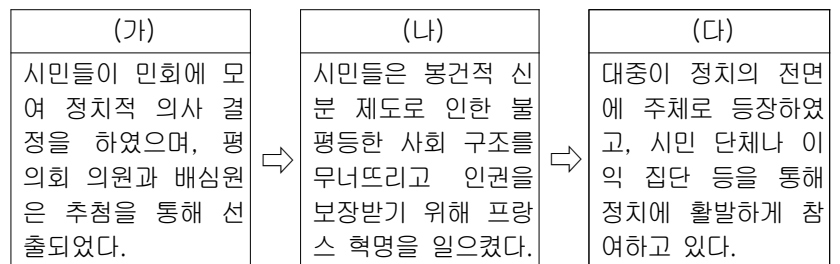 (가)
시민들이 민회에 모
여 정치적 의사 결
정을 하였으며, 평
의회 의원과 배심원
은 추첨을 통해 선
출되었다.
(나)
시민들은 봉건적 신
분 제도로 인한 불
평등한 사회 구조를
무너뜨리고 인권을
보장받기 위해 프랑
스 혁명을 일으켰다.
(다)
대중이 정치의 전면
에 주체로 등장하였
고, 시민 단체나 이
익 집단 등을 통해
정치에 활발하게 참
여하고 있다.